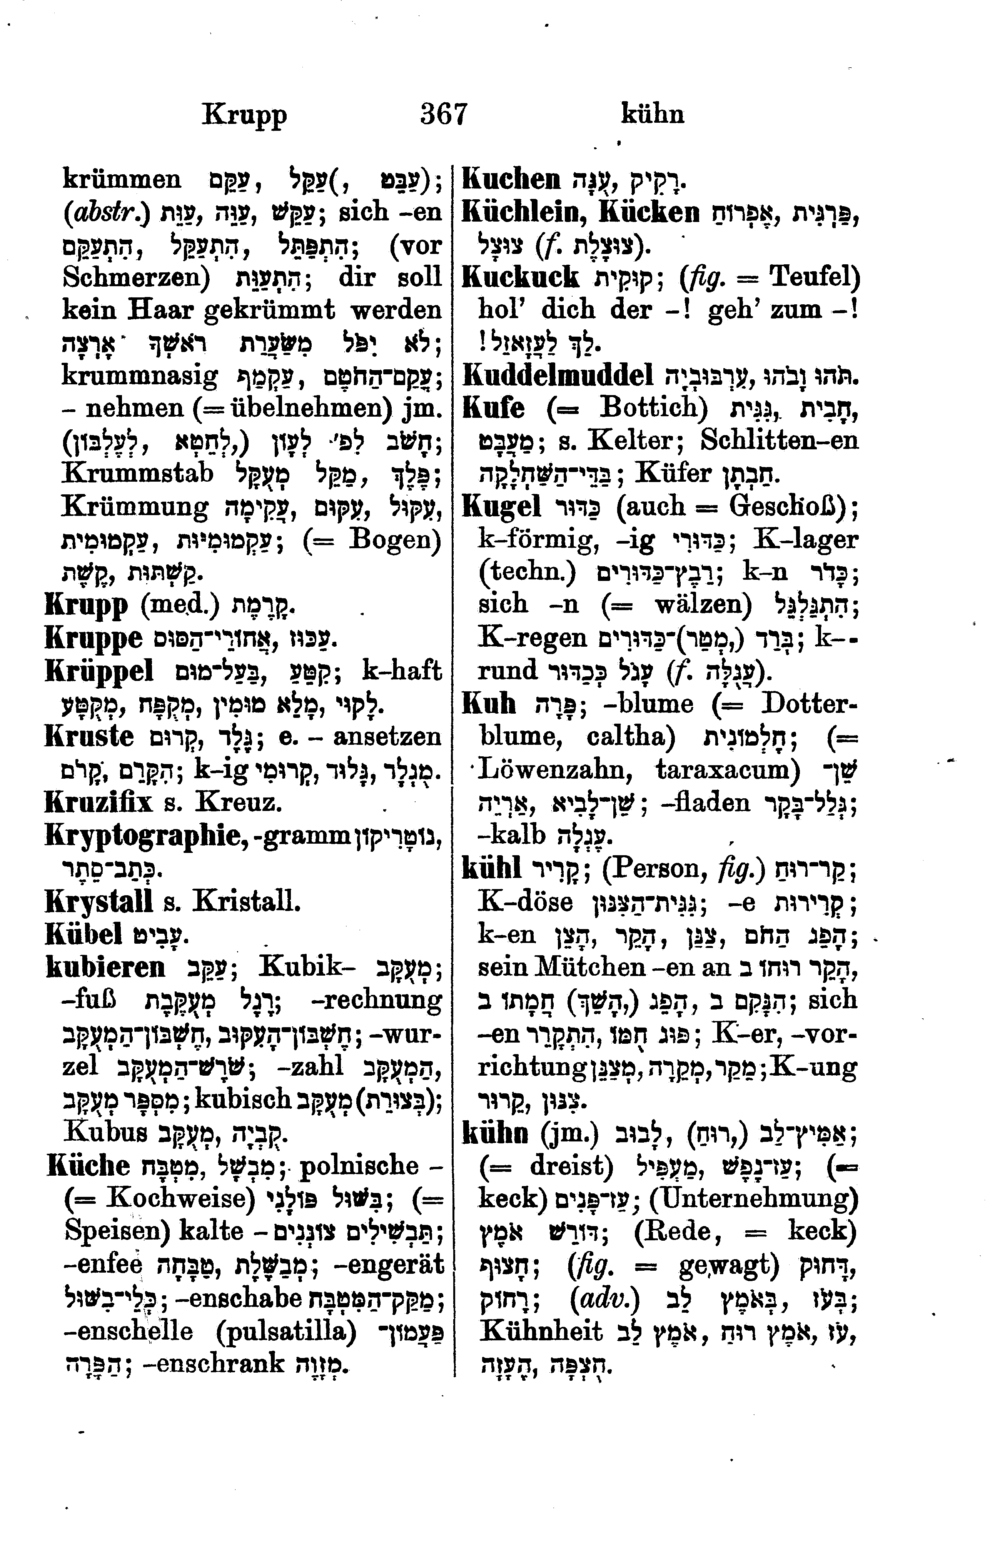 Krupp 367 kühn
krümmen עַקֵּם, עַקֵּל (, עַבֵּט);
(abstr.) עַוֵּת, עַוֵּה, עַקֵּשׁ; sich -en
הִתְעַקֵּם, הִתְעַקֵּל, הִתְפַּתֵּל; (vor
Schmerzen) הִתְעַוֵּת; dir soll
kein Haar gekrümmt werden
לֹא יִפֹּל מִשַּׂעֲרַת רֹאשְׁךָ אָרְצָה;
krummnasig עֲקֻם־הַחֹטֶם, עַקְמָף
– nehmen (= übelnehmen) jm.
חָשֹׁב לְפ׳ לְעָוֹן (, לְחֵטְא, לְעֶלְבּוֹן);
Krummstab פֶּלֶךְ, מַקֵּל מְעֻקָּל;
Krümmung עֲקִימָה, עִקּוּם, עִקּוּל,
עַקְמוּמִית, עַקְמוּמִיּוּת; (= Bogen)
קֶשֶׁת, קַשְׁתּוּת.
Krupp (med.) קָרֶמֶת.
Kruppe עַכּוּז, אֲחוֹרֵי־הַסּוּס.
Krüppel קִטֵּעַ, בַּעַל־מוּם; k-haft
לָקוּי, מָלֵא מוּמִין, מְקֻפָּח, מְקֻטָּע.
Kruste גֶּלֶד, קְרוּם; e. – ansetzen
הִקְרִם, קָרֹם; k-ig מֻגְלָד, גָּלוּד, קְרוּמִי.
Kruzifix s. Kreuz.
Kryptographie, -gramm נוֹטָרִיקוֹן,
כְּתַב־סֵתֶר.
Krystall s. Kristall.
Kübel עָבִיט.
kubieren עַקֵּב; Kubik- מְעֻקָּב;
-fuß רֶגֶל מְעֻקֶּבֶת; -rechnung
חֶשְׁבּוֹן־הָעִקּוּב, חֶשְׁבּוֹן־הַמְעֻקָּב; -wur-
zel שֹׁרֶשׁ־הַמְעֻקָּב; -zahl הַמְעֻקָּב,
מִסְפָּר מְעֻקָּב; kubisch מְעֻקָּב (בְּצוּרַת);
Kubus קֻבְיָה, מְעֻקָּב.
Küche מִבְשָׁל, מִטְבָּח; polnische –
(= Kochweise) בִּשּׁוּל פּוֹלָנִי; (=
Speisen) kalte – תַּבְשִׁילִים צוֹנְנִים;
-enfee מְבַשֶּׁלֶת, טַבָּחָה; -engerät
כְּלֵי־בִשּׁוּל; -enschabe מַקַּק־הַמִּטְבָּח;
-enschelle (pulsatilla) פַּעֲמוֹן־
הַפָּרָה; -enschrank מְזָוֶה.
Kuchen רָקִיק, עֻגָה.
Küchlein, Kücken פַּרְגִּית, אֶפְרוֹחַ,
צוּצָל (f. צוּצֶלֶת).
Kuckuck קוּקִית; (fig. = Teufel)
hol' dich der –! geh' zum –!
לֵךְ לַעֲזָאזֵל!
Kuddelmuddel תֹּהוּ וָבֹהוּ, עִרְבּוּבְיָה.
Kufe (= Bottich) חָבִית, גִּגִּית,
מַעֲבָט; s. Kelter; Schlitten-en
בַּדֵּי־הַשְׁחְלָקָה; Küfer חַבְתָן.
Kugel כַּדּוּר (auch = Geschoß);
k-förmig, -ig כַּדּוּרִי; K-lager
(techn.) רֵבֶץ־כַּדּוּרִים; k-n כַּדֹּר;
sich -n (= wälzen) הִתְגַּלְגֵּל;
K-regen בְּרַד (, מְטַר)־כַּדּוּרִים; k--
rund עָגֹל כְּכַדּוּר (f. עֲגֻלָּה).
Kuh פָּרָה; -blume (= Dotter-
blume, caltha) חֶלְמוֹנִית; (=
Löwenzahn, taraxacum) שֵׁן־
אַרְיֵה, שֵׁן־לָבִיא; -fladen גְּלַל־בָּקָר;
-kalb עֶגְלָה.
kühl קָרִיר; (Person, fig.) קַר־רוּחַ;
K-döse גִּגִּית־הַצִּנּוּן; -e קְרִירוּת;
k-en הָפֵג הַחֹם, צַנֵּן, הָקֵר, הָצֵן;
sein Mütchen -en an הָקֵר רוּחוֹ ב,
הִנָּקֵם ב, הָפֵג (, הָשֵׁךְ) חֲמָתוֹ ב; sich
-en פּוּג חֻמּוֹ, הִתְקָרֵר; K-er, -vor-
richtung מַקֵר, מְקֵרָה, מְצַנֵּן; K-ung
צִנּוּן, קֵרוּר.
kühn (jm.) אַמִּיץ־לֵב (, רוּחַ), לָבוּב;
(= dreist) עַז־נֶפֶשׁ, מַעְפִּיל; (=
keck) עַז־פָּנִים; (Unternehmung)
דּוֹרֵשׁ אֹמֶץ; (Rede, = keck)
חָצוּף; (fig. = gewagt) דָּחוּק,
רָחוֹק; (adv.) בְּעֹז, בְּאֹמֶץ לֵב;
Kühnheit עֹז, אֹמֶץ רוּחַ, אֹמֶץ לֵב,
חֻצְפָּה, הָעָזָה.